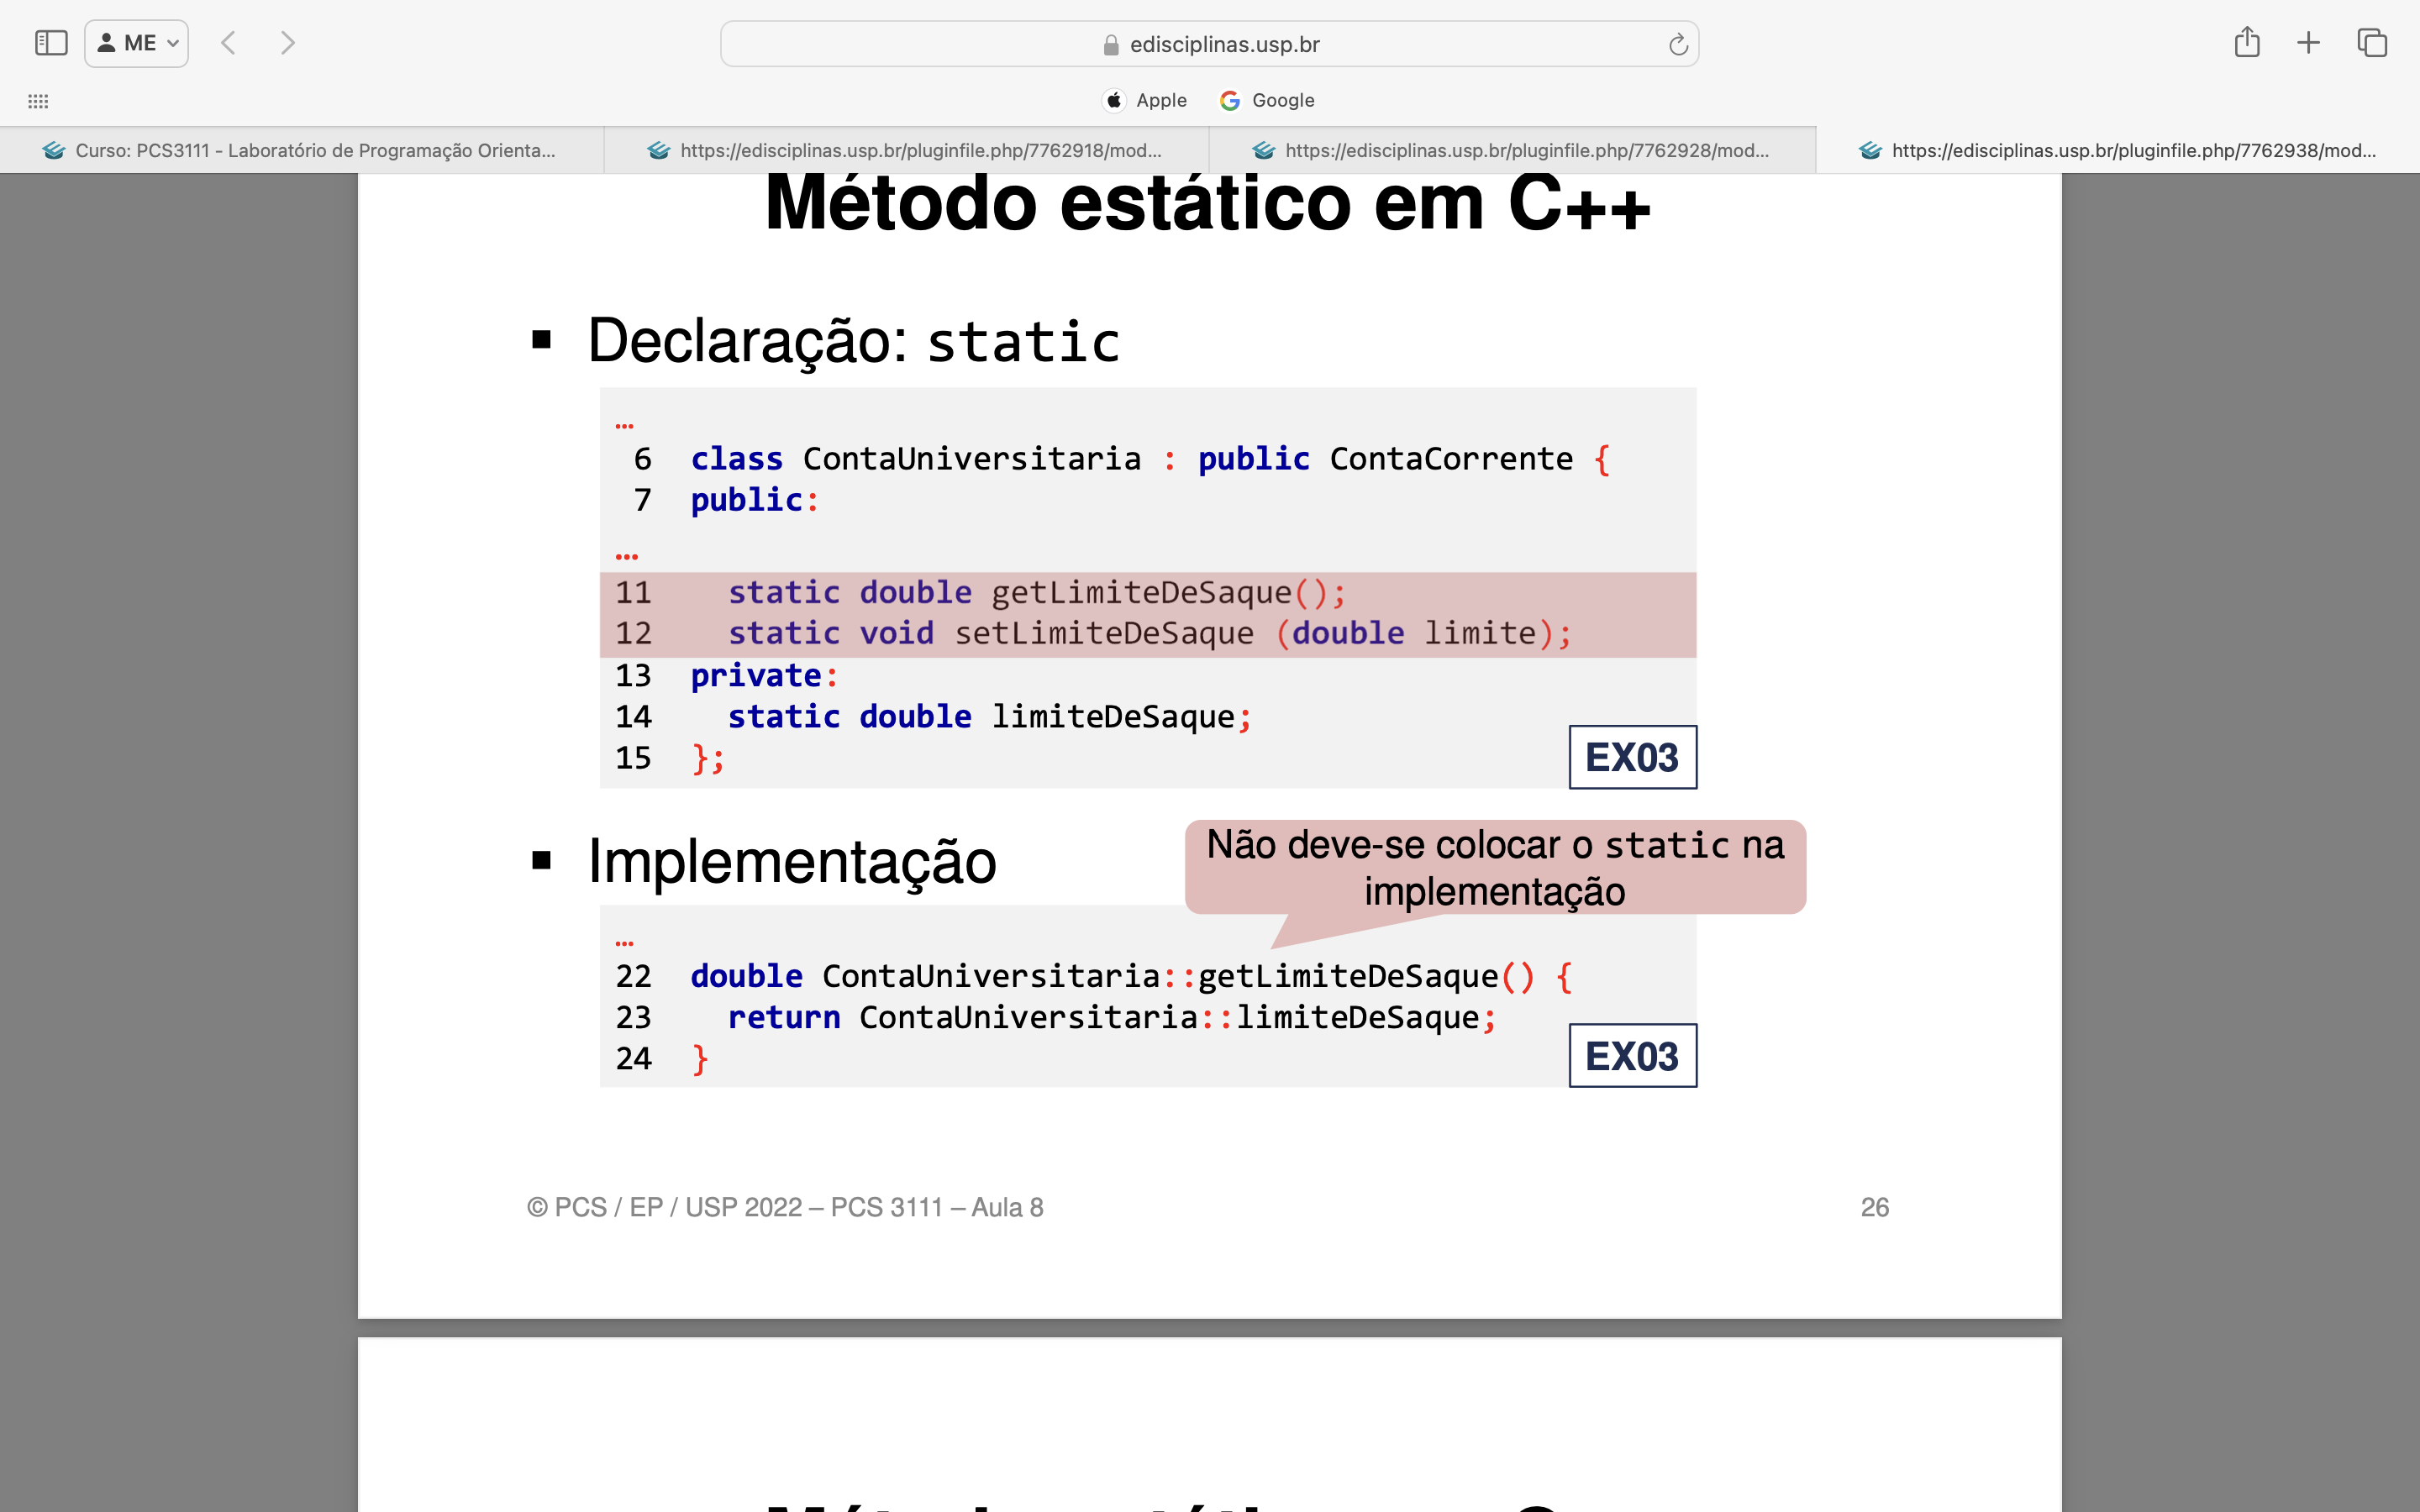 ME
edisciplinas.usp.br
Apple
Google
Curso: PCS3111 - Laboratório de Programação Orienta...
https://edisciplinas.usp.br/pluginfile.php/7762918/mod...
https://edisciplinas.usp.br/pluginfile.php/7762928/mod...
https://edisciplinas.usp.br/pluginfile.php/7762938/mod...
Método estático em C++
▪ Declaração: static
…
6 class ContaUniversitaria : public ContaCorrente {
7 public:
…
11 static double getLimiteDeSaque();
12 static void setLimiteDeSaque (double limite);
13 private:
14 static double limiteDeSaque;
15 };
EX03
▪ Implementação
Não deve-se colocar o static na
implementação
…
22 double ContaUniversitaria::getLimiteDeSaque() {
23 return ContaUniversitaria::limiteDeSaque;
24 }
EX03
© PCS / EP / USP 2022 – PCS 3111 – Aula 8
26